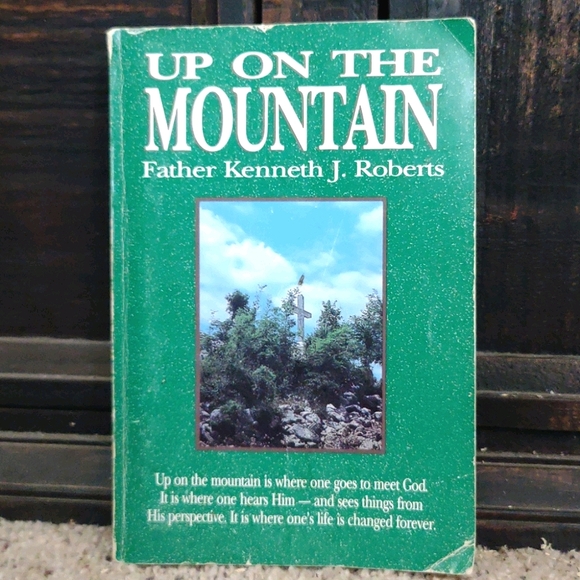 UP ON THE
MOUNTAIN
Father Kenneth J. Roberts
Up on the mountain is where one goes to meet God.
It is where one hears Him — and sees things from
His perspective. It is where one's life is changed forever.